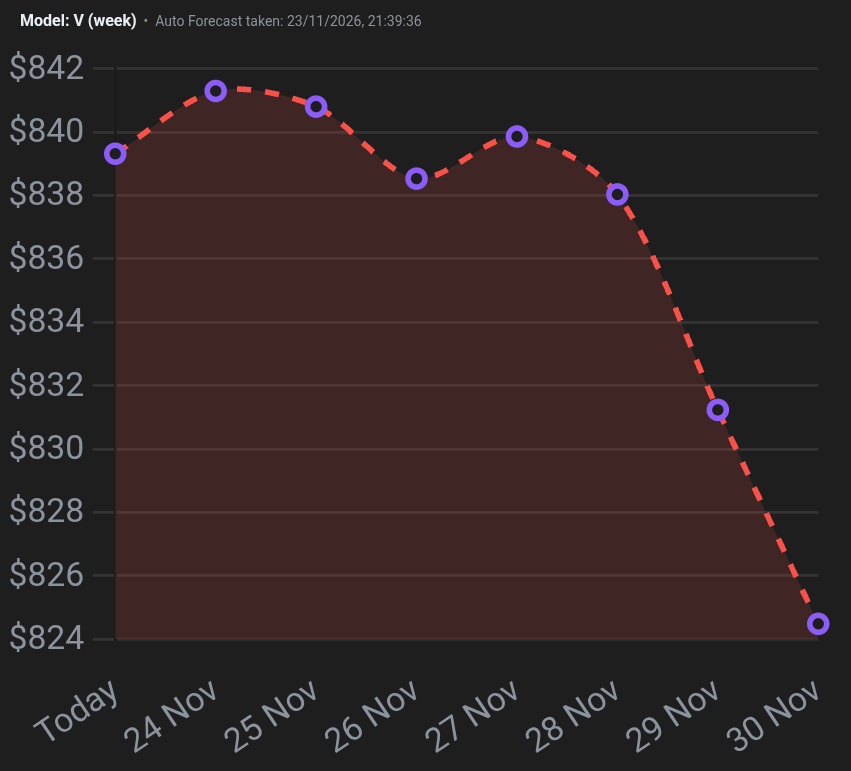 Model: V (week) • Auto Forecast taken: 23/11/2026, 21:39:36
$842
$840
$838
$836
$834
$832
$830
$828
$826
$824
Today
24 Nov
25 Nov
26 Nov
27 Nov
28 Nov
29 Nov
30 Nov